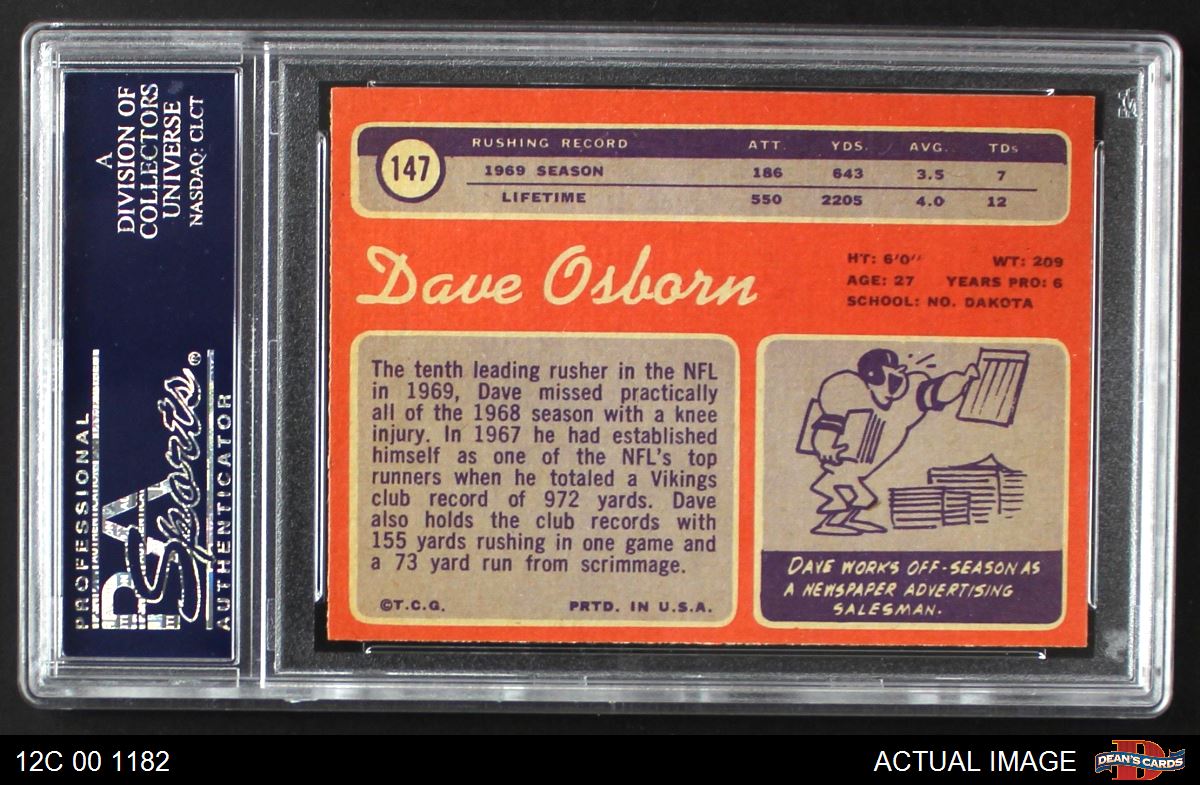 A
DIVISION OF
COLLECTORS
UNIVERSE
NASDAQ: CLCT
PROFESSIONAL
PSA
Sports®
AUTHENTICATOR
147
RUSHING RECORD ATT. YDS. AVG. TDs
1969 SEASON 186 643 3.5 7
LIFETIME 550 2205 4.0 12
Dave Osborn
HT: 6'0" WT: 209
AGE: 27 YEARS PRO: 6
SCHOOL: NO. DAKOTA
The tenth leading rusher in the NFL
in 1969, Dave missed practically
all of the 1968 season with a knee
injury. In 1967 he had established
himself as one of the NFL's top
runners when he totaled a Vikings
club record of 972 yards. Dave
also holds the club records with
155 yards rushing in one game and
a 73 yard run from scrimmage.
©T.C.G. PRTD. IN U.S.A.
DAVE WORKS OFF-SEASON AS
A NEWSPAPER ADVERTISING
SALESMAN.
12C 00 1182
ACTUAL IMAGE
D
DEAN'S CARDS